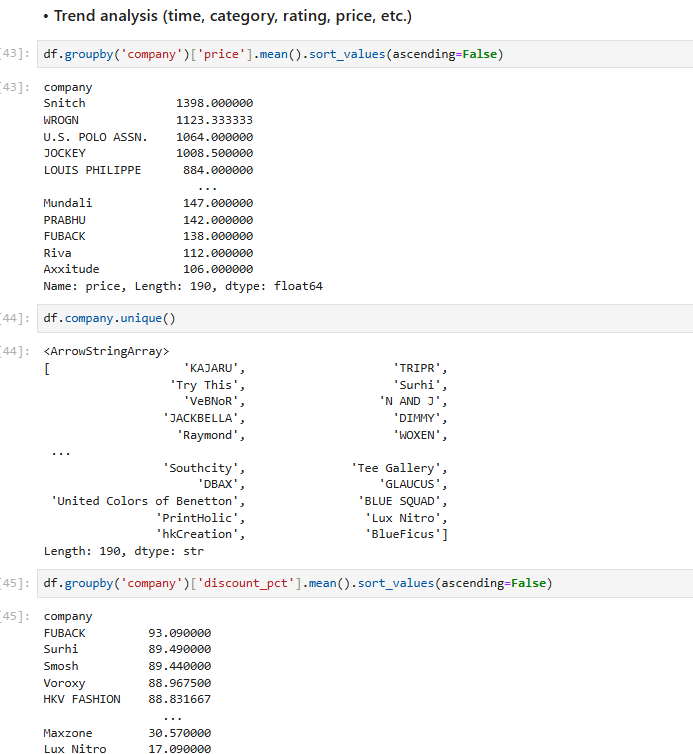 • Trend analysis (time, category, rating, price, etc.)
[43]: df.groupby('company')['price'].mean().sort_values(ascending=False)
[43]: company
Snitch 1398.000000
WROGN 1123.333333
U.S. POLO ASSN. 1064.000000
JOCKEY 1008.500000
LOUIS PHILIPPE 884.000000
...
Mundali 147.000000
PRABHU 142.000000
FUBACK 138.000000
Riva 112.000000
Axxitude 106.000000
Name: price, Length: 190, dtype: float64
[44]: df.company.unique()
[44]: <ArrowStringArray>
[ 'KAJARU', 'TRIPR',
'Try This', 'Surhi',
'VeBNoR', 'N AND J',
'JACKBELLA', 'DIMMY',
'Raymond', 'WOXEN',
...
'Southcity', 'Tee Gallery',
'DBAX', 'GLAUCUS',
'United Colors of Benetton', 'BLUE SQUAD',
'PrintHolic', 'Lux Nitro',
'hkCreation', 'BlueFicus']
Length: 190, dtype: str
[45]: df.groupby('company')['discount_pct'].mean().sort_values(ascending=False)
[45]: company
FUBACK 93.090000
Surhi 89.490000
Smosh 89.440000
Voroxy 88.967500
HKV FASHION 88.831667
...
Maxzone 30.570000
Lux Nitro 17.090000